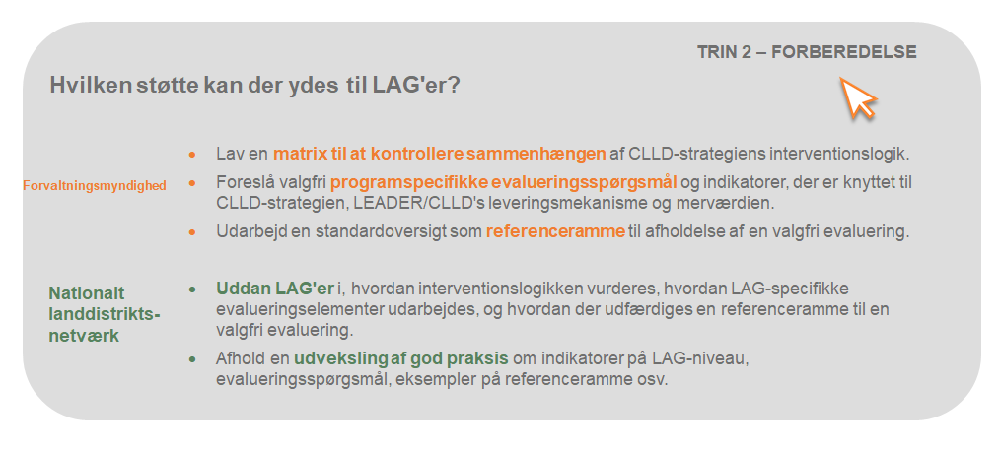 TRIN 2 – FORBEREDELSE
Hvilken støtte kan der ydes til LAG'er?
Forvaltningsmyndighed
• Lav en matrix til at kontrollere sammenhængen af CLLD-strategiens interventionslogik.
• Foreslå valgfri programspecifikke evalueringsspørgsmål og indikatorer, der er knyttet til
CLLD-strategien, LEADER/CLLD's leveringsmekanisme og merværdien.
• Udarbejd en standardoversigt som referenceramme til afholdelse af en valgfri evaluering.
Nationalt
landdistrikts-
netværk
• Uddan LAG'er i, hvordan interventionslogikken vurderes, hvordan LAG-specifikke
evalueringselementer udarbejdes, og hvordan der udfærdiges en referenceramme til en
valgfri evaluering.
• Afhold en udveksling af god praksis om indikatorer på LAG-niveau,
evalueringsspørgsmål, eksempler på referenceramme osv.